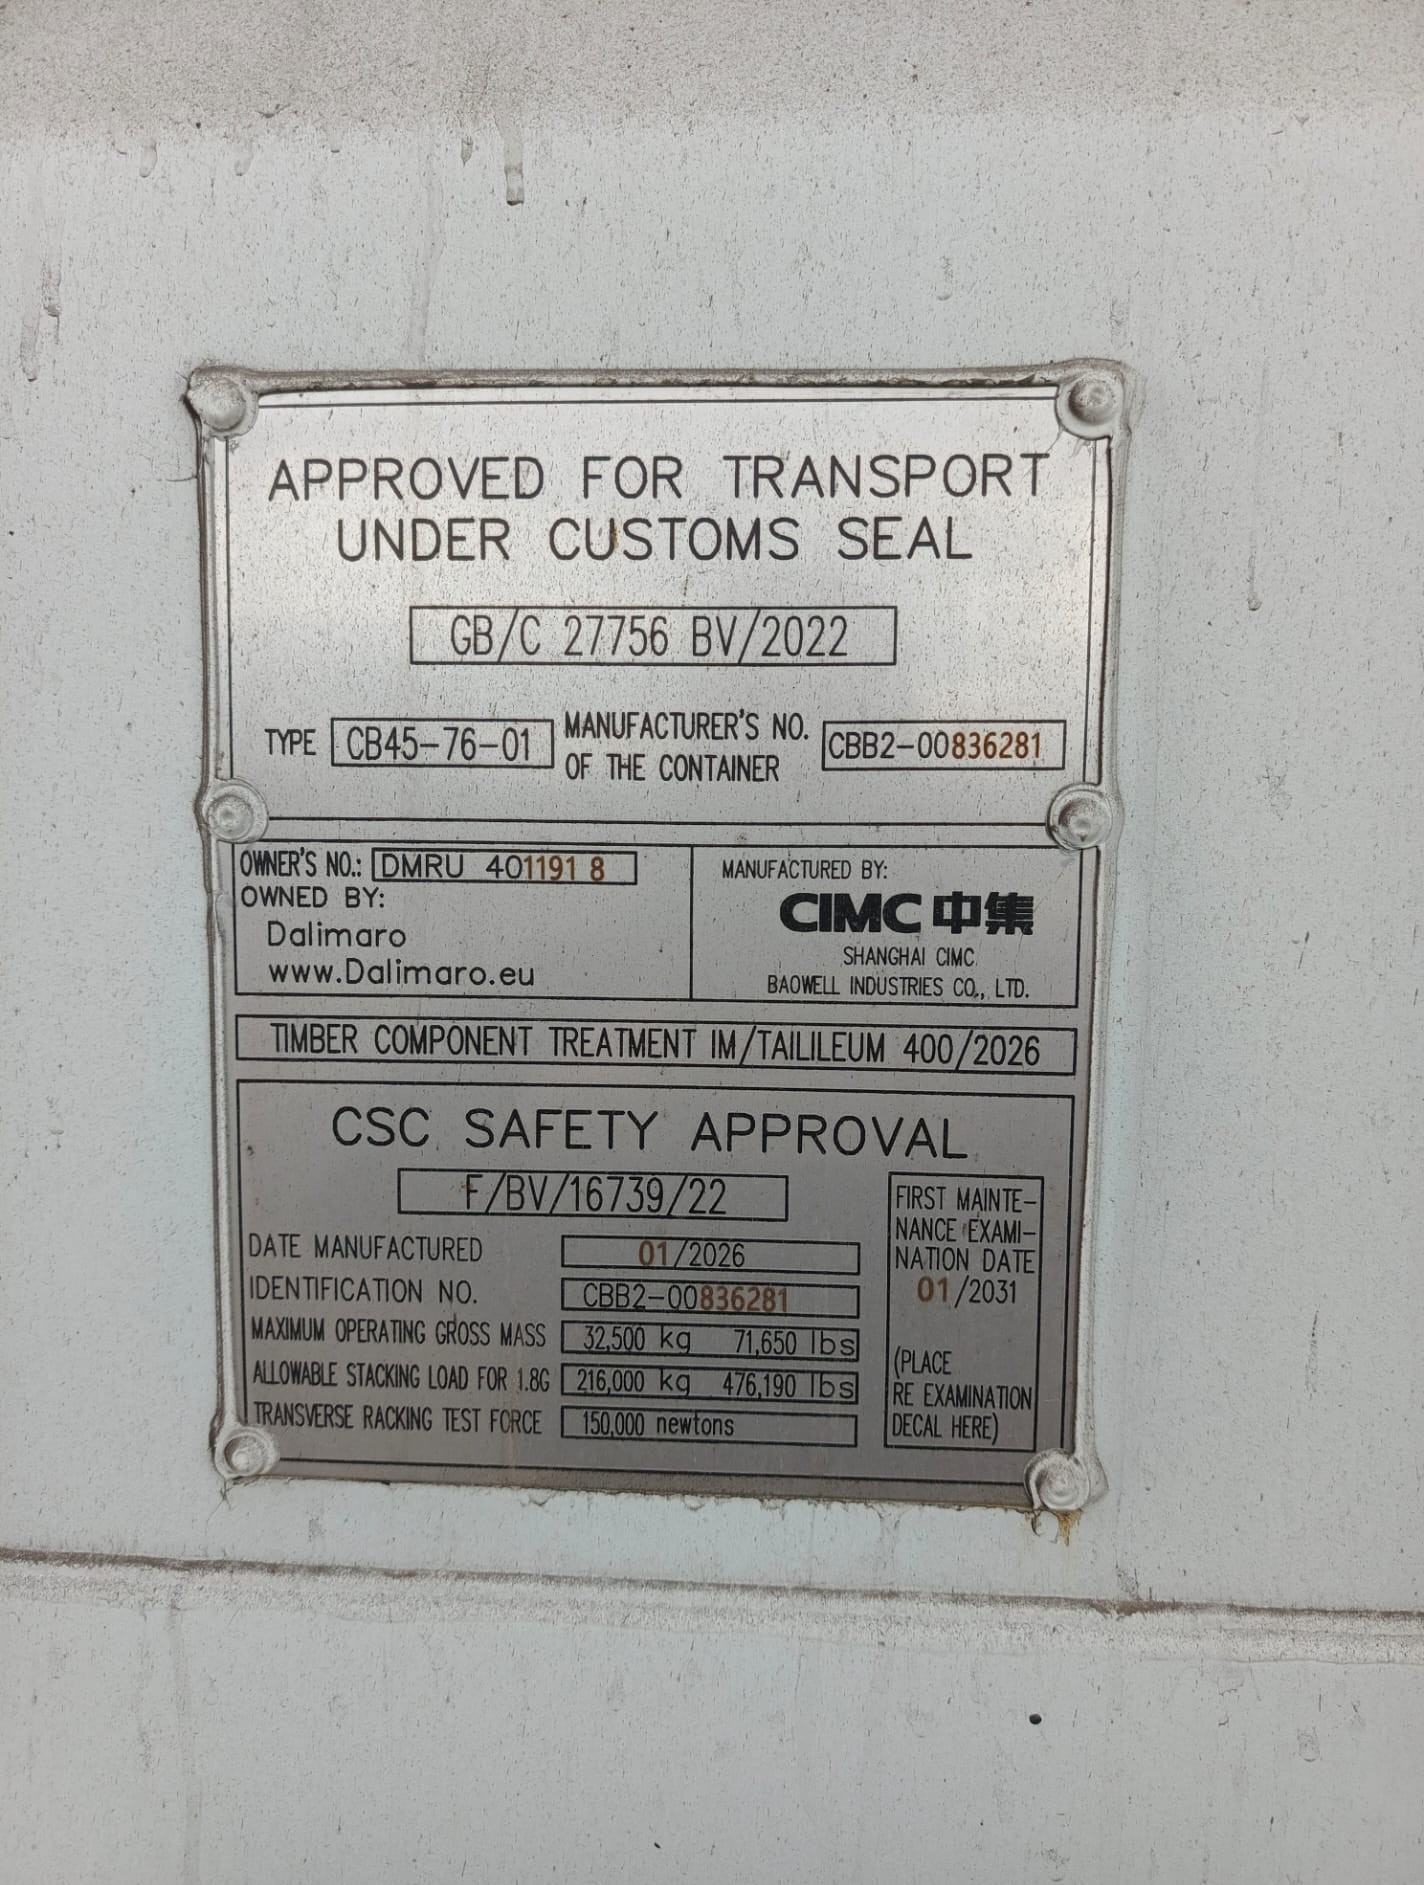 APPROVED FOR TRANSPORT
UNDER CUSTOMS SEAL
GB/C 27756 BV/2022
TYPE CB45-76-01 MANUFACTURER'S NO. OF THE CONTAINER CBB2-00836281
OWNER'S NO.: DMRU 401191 8
OWNED BY:
Dalimaro
www.Dalimaro.eu
MANUFACTURED BY:
CIMC 中集
SHANGHAI CIMC
BAOWELL INDUSTRIES CO., LTD.
TIMBER COMPONENT TREATMENT IM/TAILILEUM 400/2026
CSC SAFETY APPROVAL
F/BV/16739/22
DATE MANUFACTURED 01/2026
IDENTIFICATION NO. CBB2-00836281
MAXIMUM OPERATING GROSS MASS 32,500 kg 71,650 lbs
ALLOWABLE STACKING LOAD FOR 1.8G 216,000 kg 476,190 lbs
TRANSVERSE RACKING TEST FORCE 150,000 newtons
FIRST MAINTE-
NANCE EXAMI-
NATION DATE
01/2031
(PLACE
RE EXAMINATION
DECAL HERE)